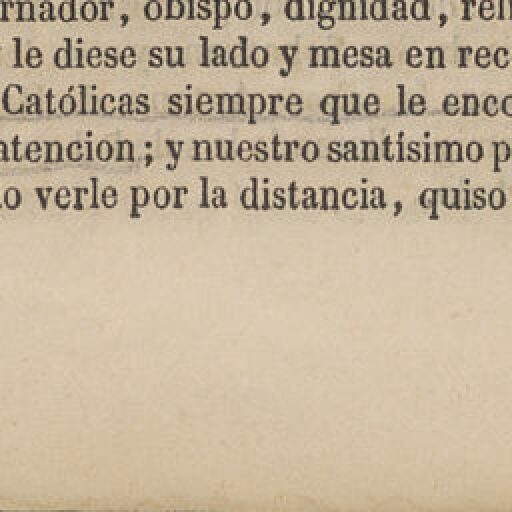 rnador, obispo, dignidad, reli
le diese su lado y mesa en rec
Católicas siempre que le enco
atencion; y nuestro santísimo p
o verle por la distancia, quiso